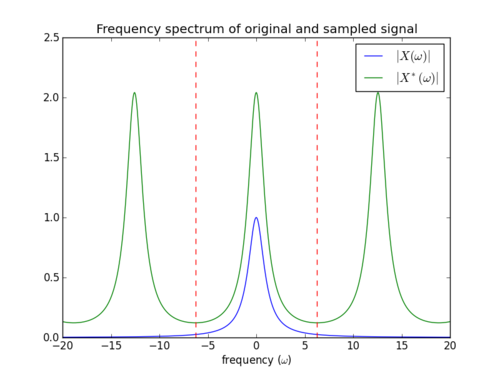 Frequency spectrum of original and sampled signal
2.5
2.0
1.5
1.0
0.5
0.0
|X(ω)|
|X*(ω)|
−20 −15 −10 −5 0 5 10 15 20
frequency (ω)